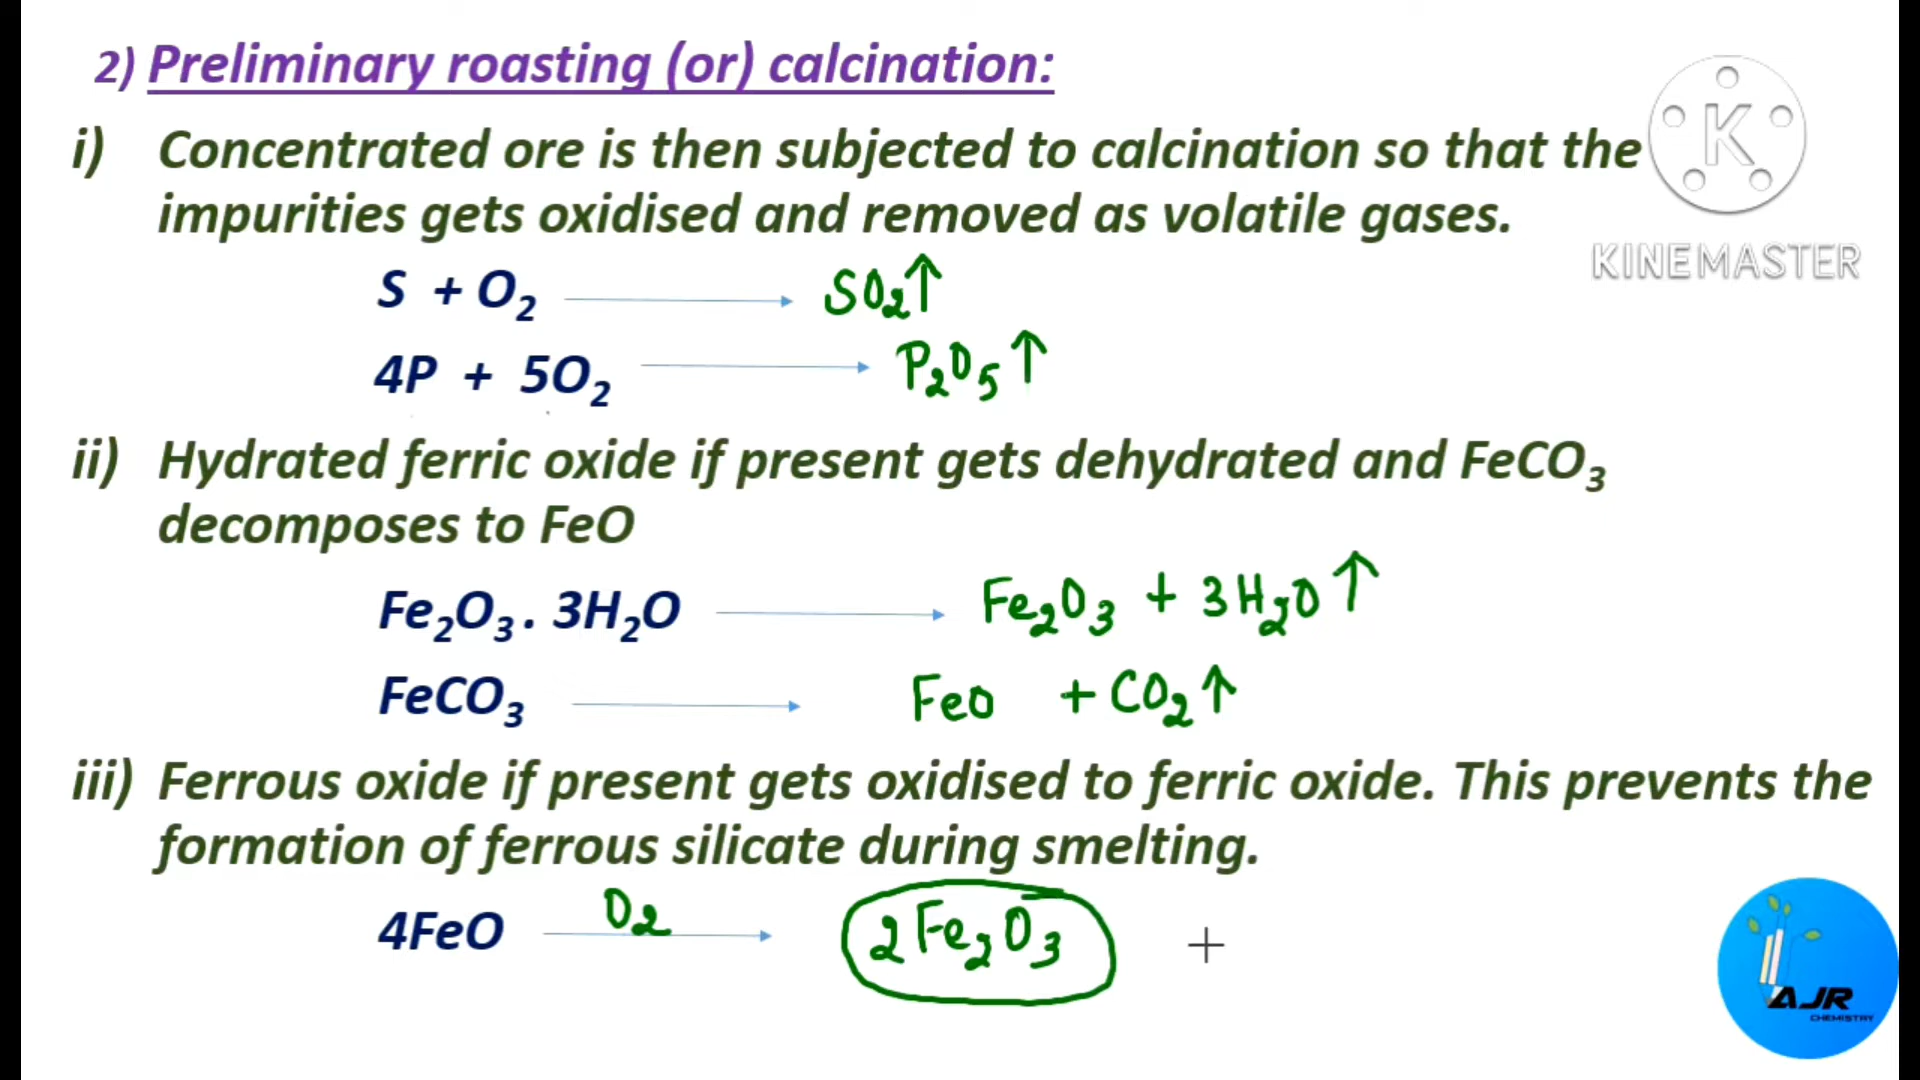 2) Preliminary roasting (or) calcination:
i) Concentrated ore is then subjected to calcination so that the
impurities gets oxidised and removed as volatile gases.
KINEMASTER
S + O₂ ⟶ SO₂↑
4P + 5O₂ ⟶ P₂O₅↑
ii) Hydrated ferric oxide if present gets dehydrated and FeCO₃
decomposes to FeO
Fe₂O₃. 3H₂O ⟶ Fe₂O₃ + 3H₂O↑
FeCO₃ ⟶ FeO + CO₂↑
iii) Ferrous oxide if present gets oxidised to ferric oxide. This prevents the
formation of ferrous silicate during smelting.
O₂
4FeO ⟶ 2Fe₂O₃
AJR
CHEMISTRY